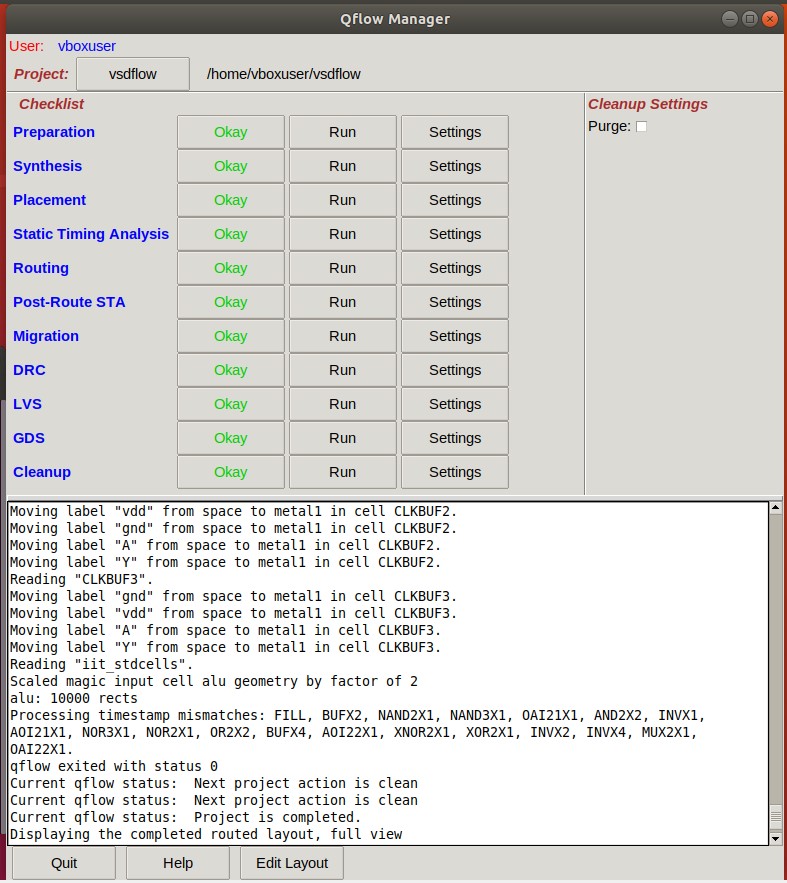 Qflow Manager
User: vboxuser
Project: vsdflow /home/vboxuser/vsdflow
Checklist
Cleanup Settings
Preparation Okay Run Settings
Purge:
Synthesis Okay Run Settings
Placement Okay Run Settings
Static Timing Analysis Okay Run Settings
Routing Okay Run Settings
Post-Route STA Okay Run Settings
Migration Okay Run Settings
DRC Okay Run Settings
LVS Okay Run Settings
GDS Okay Run Settings
Cleanup Okay Run Settings
Moving label "vdd" from space to metal1 in cell CLKBUF2.
Moving label "gnd" from space to metal1 in cell CLKBUF2.
Moving label "A" from space to metal1 in cell CLKBUF2.
Moving label "Y" from space to metal1 in cell CLKBUF2.
Reading "CLKBUF3".
Moving label "gnd" from space to metal1 in cell CLKBUF3.
Moving label "vdd" from space to metal1 in cell CLKBUF3.
Moving label "A" from space to metal1 in cell CLKBUF3.
Moving label "Y" from space to metal1 in cell CLKBUF3.
Reading "iit_stdcells".
Scaled magic input cell alu geometry by factor of 2
alu: 10000 rects
Processing timestamp mismatches: FILL, BUFX2, NAND2X1, NAND3X1, OAI21X1, AND2X2, INVX1,
AOI21X1, NOR3X1, NOR2X1, OR2X2, BUFX4, AOI22X1, XNOR2X1, XOR2X1, INVX2, INVX4, MUX2X1,
OAI22X1.
qflow exited with status 0
Current qflow status:  Next project action is clean
Current qflow status:  Next project action is clean
Current qflow status:  Project is completed.
Displaying the completed routed layout, full view
Quit Help Edit Layout